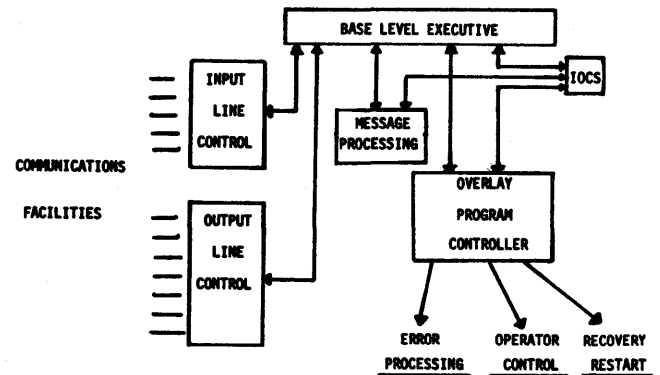 BASE LEVEL EXECUTIVE
INPUT
LINE
CONTROL
IOCS
MESSAGE
PROCESSING
COMMUNICATIONS
FACILITIES
OUTPUT
LINE
CONTROL
OVERLAY
PROGRAM
CONTROLLER
ERROR
PROCESSING
OPERATOR
CONTROL
RECOVERY
RESTART